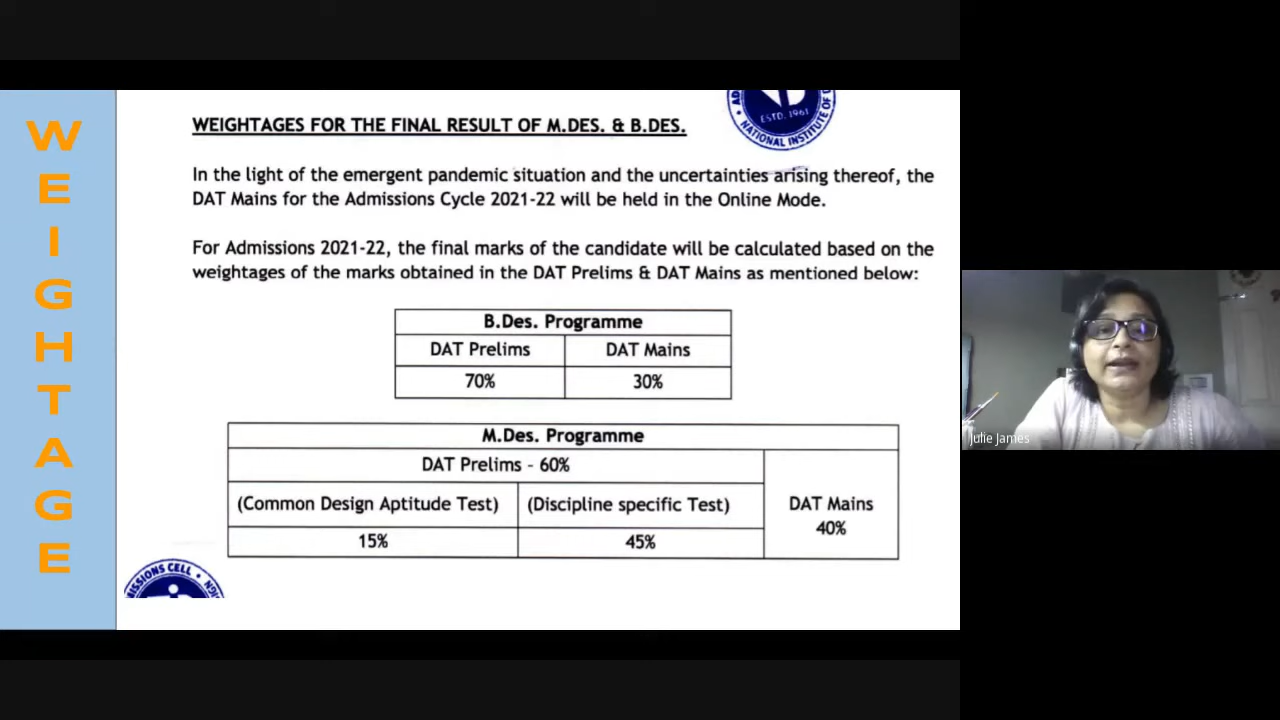 WEIGHTAGE
WEIGHTAGES FOR THE FINAL RESULT OF M.DES. & B.DES.
ESTD. 1961
NATIONAL INSTITUTE OF
In the light of the emergent pandemic situation and the uncertainties arising thereof, the
DAT Mains for the Admissions Cycle 2021-22 will be held in the Online Mode.
For Admissions 2021-22, the final marks of the candidate will be calculated based on the
weightages of the marks obtained in the DAT Prelims & DAT Mains as mentioned below:
B.Des. Programme
DAT Prelims DAT Mains
70% 30%
M.Des. Programme
DAT Prelims - 60%
(Common Design Aptitude Test) (Discipline specific Test) DAT Mains
40%
15% 45%
Julie James